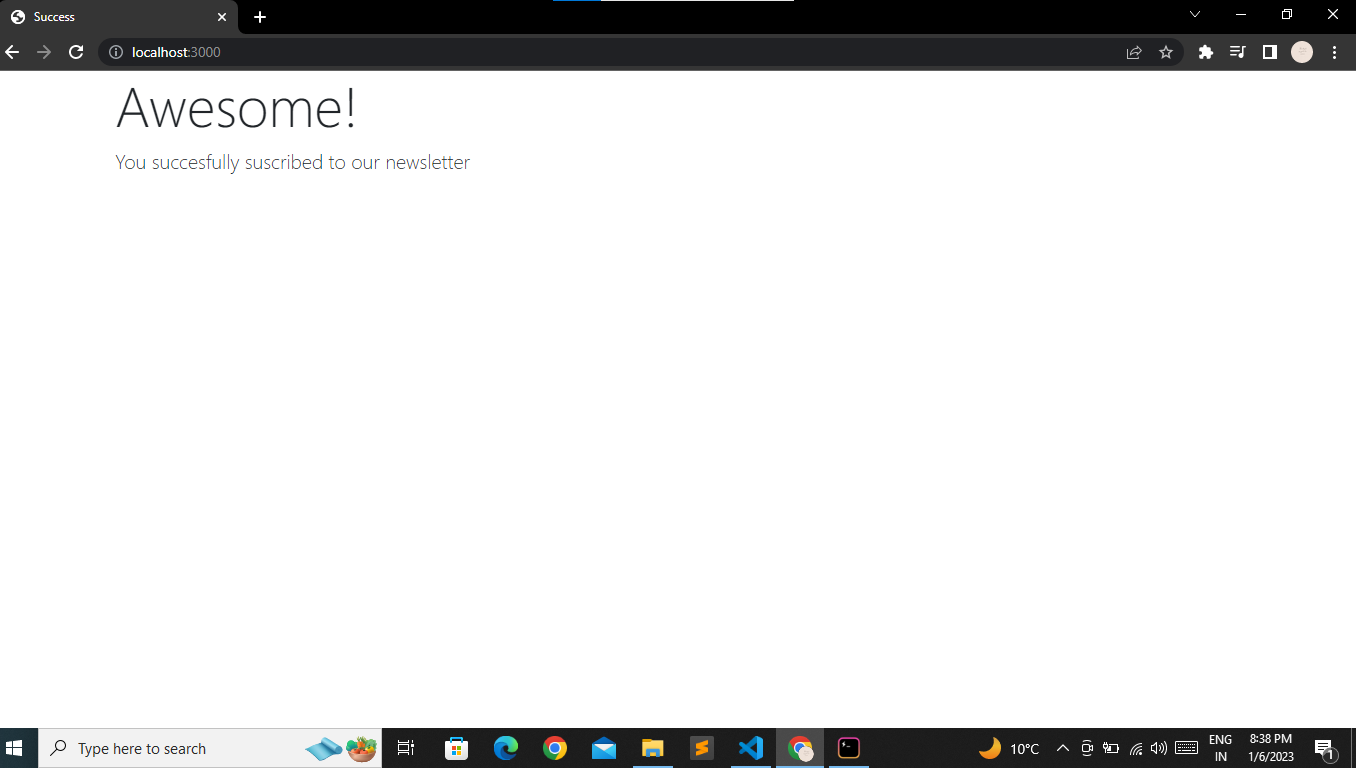 Success
localhost:3000
Awesome!
You succesfully suscribed to our newsletter
Type here to search
10°C
ENG
IN
8:38 PM
1/6/2023
1